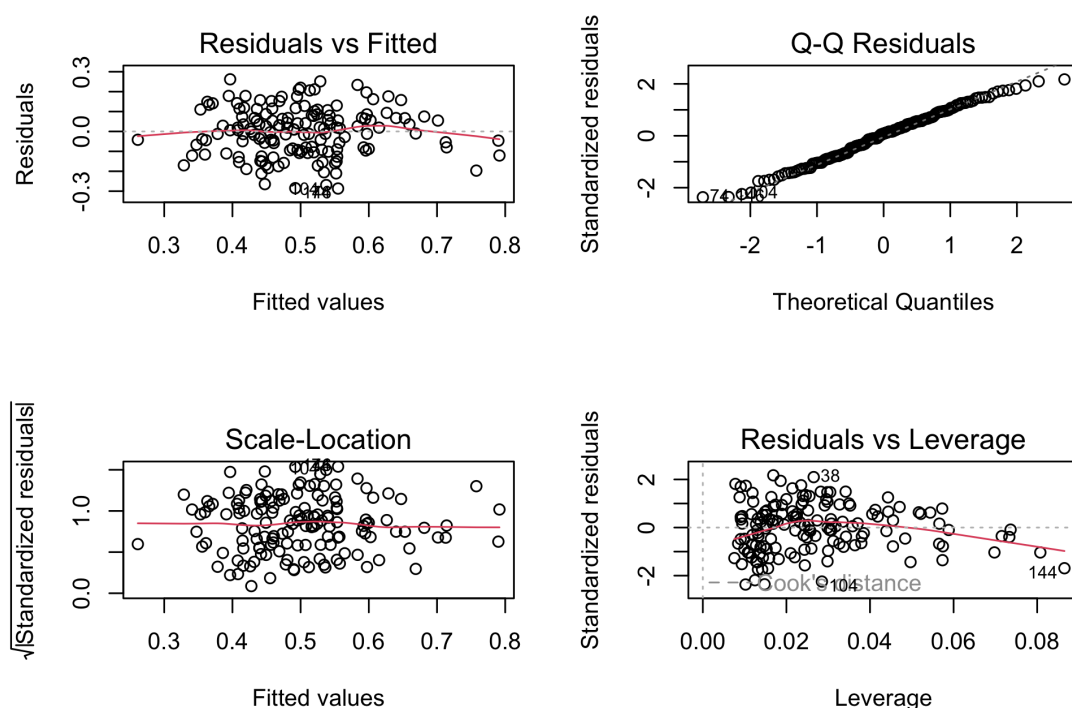 Residuals vs Fitted
Residuals
0.3
0.0
-0.3
0.3 0.4 0.5 0.6 0.7 0.8
Fitted values
Q-Q Residuals
Standardized residuals
2
0
-2
74
-2 -1 0 1 2
Theoretical Quantiles
Scale-Location
√|Standardized residuals|
1.0
0.0
0.3 0.4 0.5 0.6 0.7 0.8
Fitted values
Residuals vs Leverage
Standardized residuals
2
0
-2
38
144
104
Cook's distance
0.00 0.02 0.04 0.06 0.08
Leverage